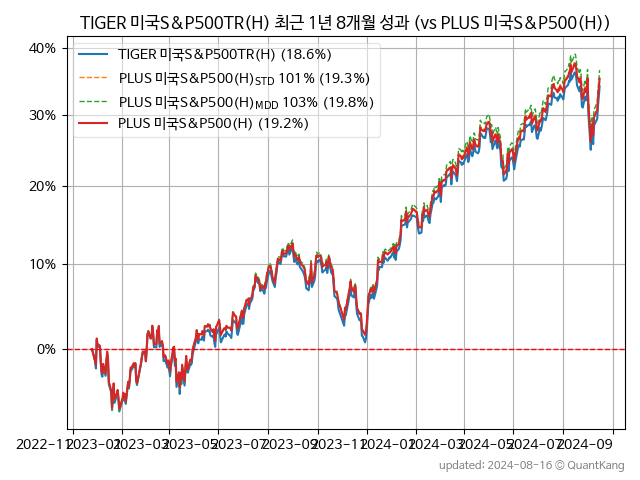 TIGER 미국S&P500TR(H) 최근 1년 8개월 성과 (vs PLUS 미국S&P500(H))
TIGER 미국S&P500TR(H) (18.6%)
PLUS 미국S&P500(H)STD 101% (19.3%)
PLUS 미국S&P500(H)MDD 103% (19.8%)
PLUS 미국S&P500(H) (19.2%)
40%
30%
20%
10%
0%
2022-11 2023-01 2023-03 2023-05 2023-07 2023-09 2023-11 2024-01 2024-03 2024-05 2024-07 2024-09
updated: 2024-08-16 © QuantKang